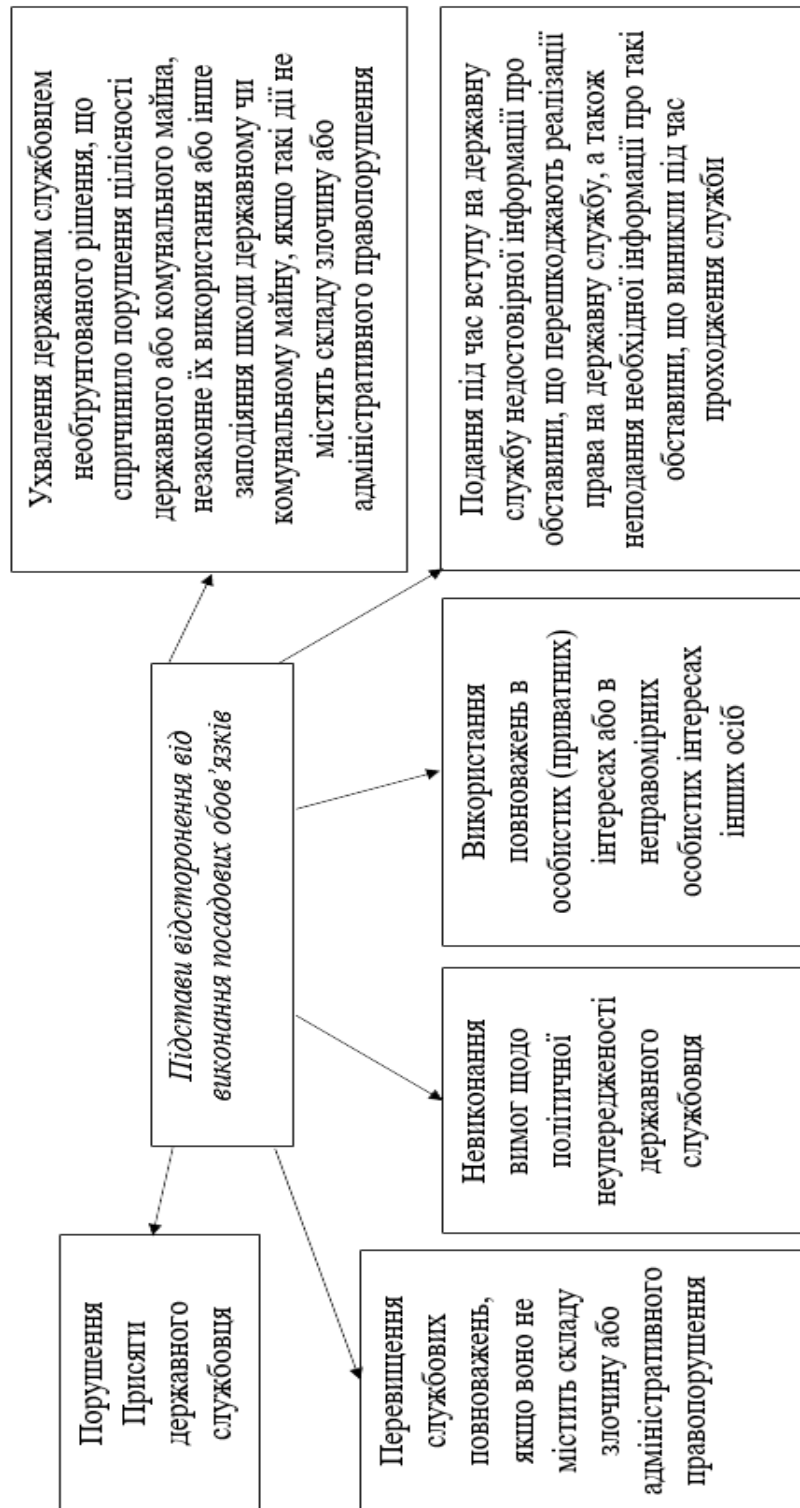 Підстави відсторонення від
виконання посадових обов’язків
Порушення
Присяги
державного
службовця
Ухвалення державним службовцем
необґрунтованого рішення, що
спричинило порушення цілісності
державного або комунального майна,
незаконне їх використання або інше
заподіяння шкоди державному чи
комунальному майну, якщо такі дії не
містять складу злочину або
адміністративного правопорушення
Перевищення
службових
повноважень,
якщо воно не
містить складу
злочину або
адміністративного
правопорушення
Невиконання
вимог щодо
політичної
неупередженості
державного
службовця
Використання
повноважень в
особистих (приватних)
інтересах або в
неправомірних
особистих інтересах
інших осіб
Подання під час вступу на державну
службу недостовірної інформації про
обставини, що перешкоджають реалізації
права на державну службу, а також
неподання необхідної інформації про такі
обставини, що виникли під час
проходження служби